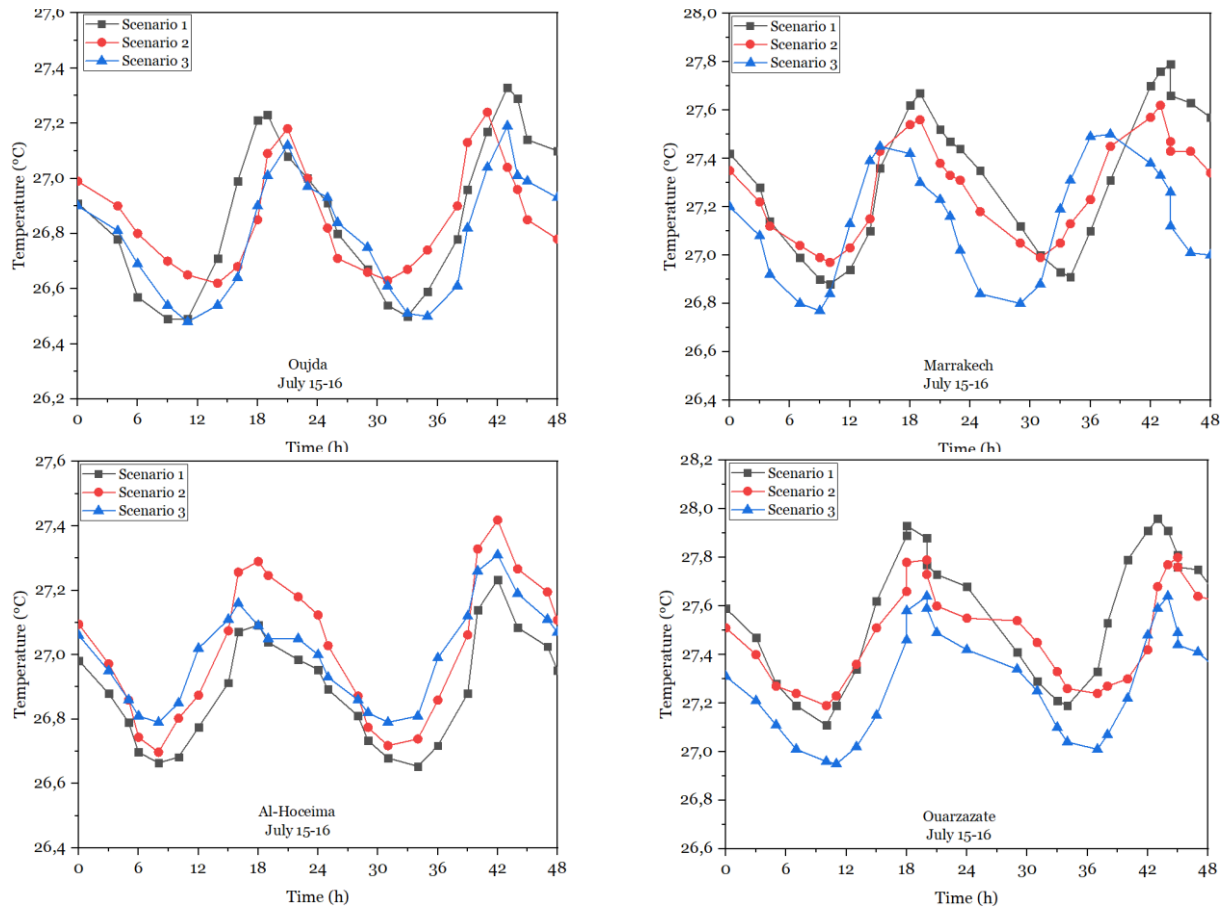 27,6
27,4
27,2
27,0
26,8
26,6
26,4
26,2
Temperature (°C)
Scenario 1
Scenario 2
Scenario 3
Oujda
July 15-16
0 6 12 18 24 30 36 42 48
Time (h)
28,0
27,8
27,6
27,4
27,2
27,0
26,8
26,6
26,4
Temperature (°C)
Scenario 1
Scenario 2
Scenario 3
Marrakech
July 15-16
0 6 12 18 24 30 36 42 48
Time (h)
27,6
27,4
27,2
27,0
26,8
26,6
26,4
Temperature (°C)
Scenario 1
Scenario 2
Scenario 3
Al-Hoceima
July 15-16
0 6 12 18 24 30 36 42 48
Time (h)
28,2
28,0
27,8
27,6
27,4
27,2
27,0
26,8
26,6
Temperature (°C)
Scenario 1
Scenario 2
Scenario 3
Ouarzazate
July 15-16
0 6 12 18 24 30 36 42 48
Time (h)